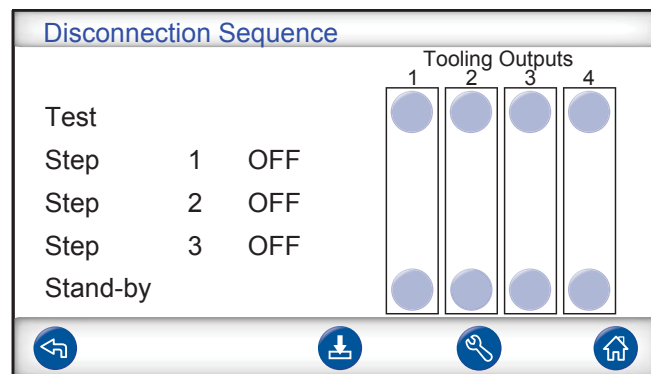 Disconnection Sequence
Tooling Outputs
1 2 3 4
Test
Step 1 OFF
Step 2 OFF
Step 3 OFF
Stand-by